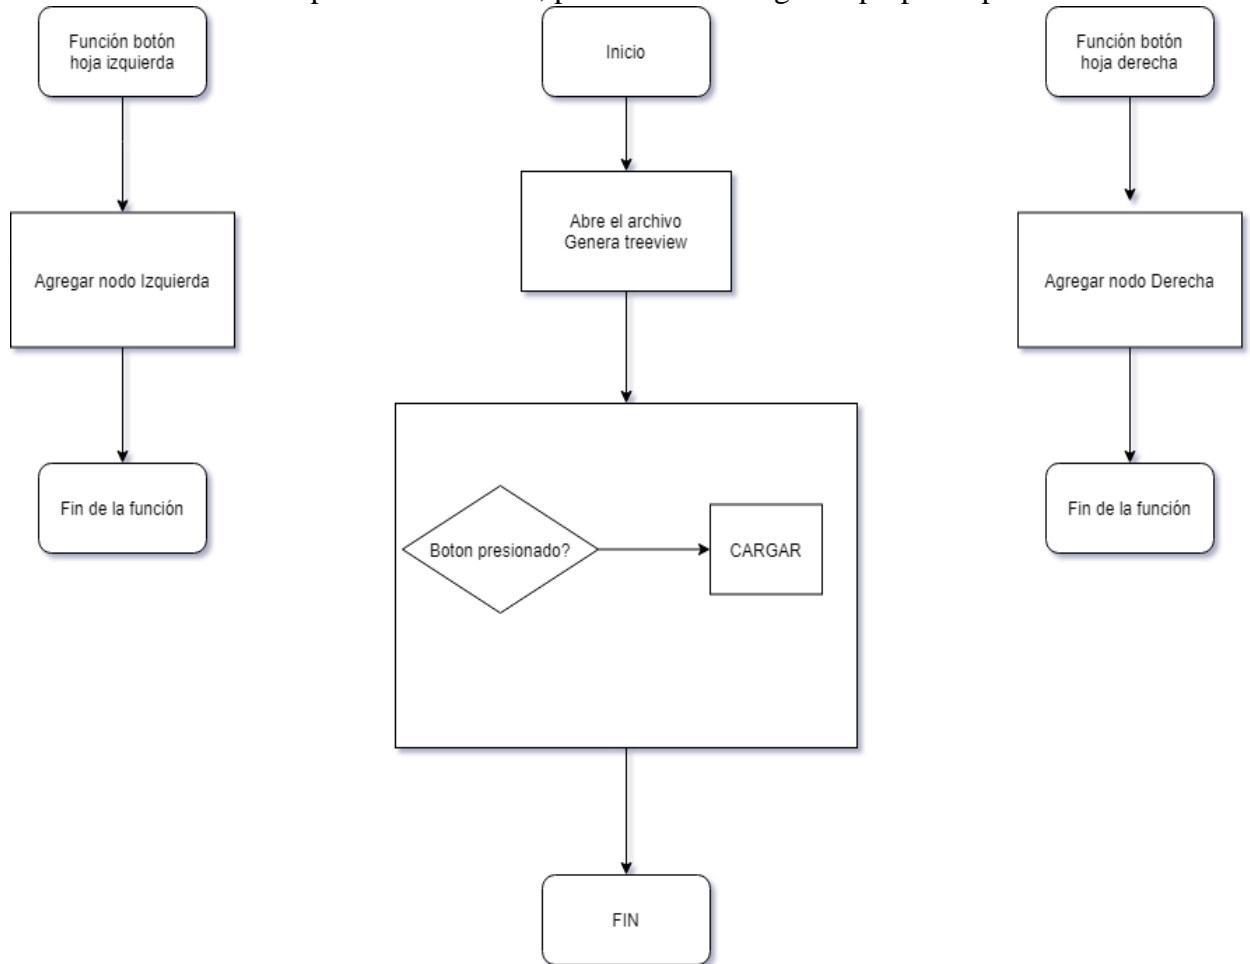 Función botón
hoja izquierda
Inicio
Función botón
hoja derecha
Abre el archivo
Genera treeview
Agregar nodo Izquierda
Agregar nodo Derecha
Fin de la función
Boton presionado?
CARGAR
Fin de la función
FIN